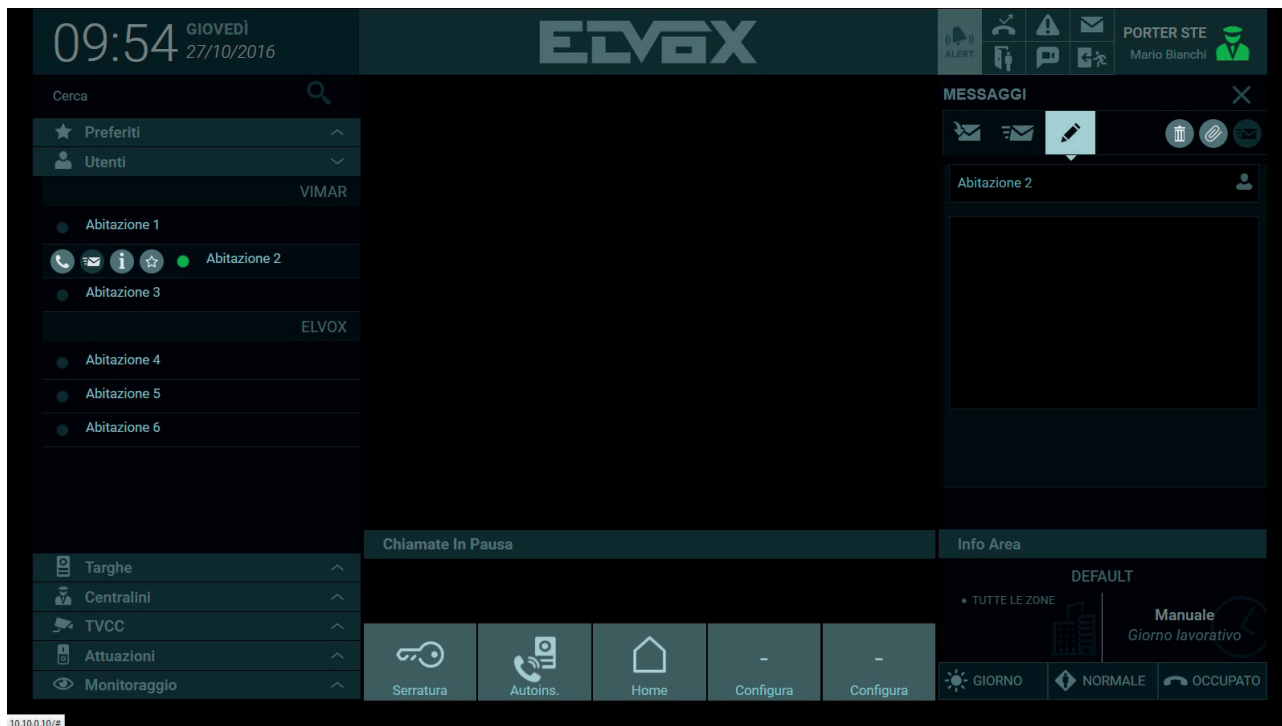 09:54 GIOVEDÌ
27/10/2016
ELVOX
ALERT
PORTER STE
Mario Bianchi
Cerca
Preferiti
Utenti
VIMAR
Abitazione 1
Abitazione 2
Abitazione 3
ELVOX
Abitazione 4
Abitazione 5
Abitazione 6
Targhe
Centralini
TVCC
Attuazioni
Monitoraggio
Chiamate In Pausa
Serratura
Autoins.
Home
-
Configura
-
Configura
MESSAGGI
Abitazione 2
Info Area
DEFAULT
• TUTTE LE ZONE
Manuale
Giorno lavorativo
GIORNO
NORMALE
OCCUPATO
10.10.0.10/#